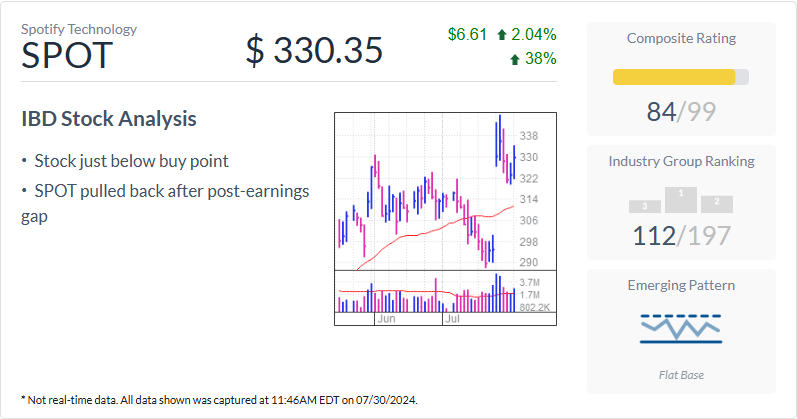 Spotify Technology
SPOT
$ 330.35
$6.61 2.04%
38%
IBD Stock Analysis
• Stock just below buy point
• SPOT pulled back after post-earnings
gap
338
330
322
314
306
298
290
3.7M
1.7M
802.2K
Jun
Jul
Composite Rating
84/99
Industry Group Ranking
3
1
2
112/197
Emerging Pattern
Flat Base
* Not real-time data. All data shown was captured at 11:46AM EDT on 07/30/2024.